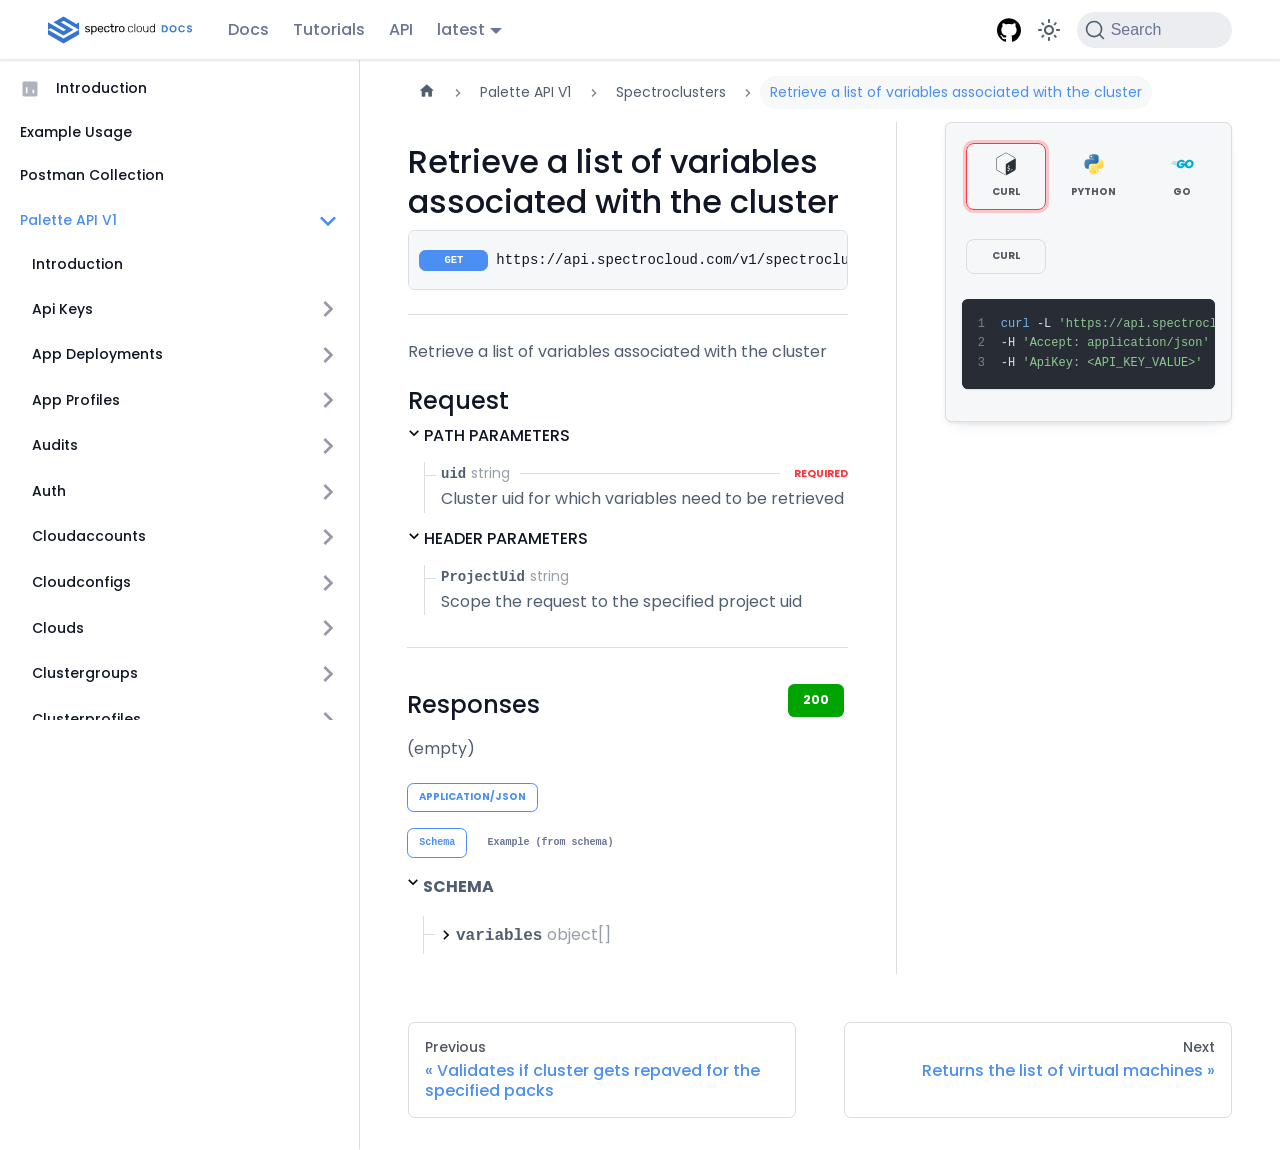 spectro cloud DOCS Docs Tutorials API latest Search
Introduction
Example Usage
Postman Collection
Palette API V1
Introduction
Api Keys
App Deployments
App Profiles
Audits
Auth
Cloudaccounts
Cloudconfigs
Clouds
Clustergroups
Clusterprofiles
Palette API V1 Spectroclusters Retrieve a list of variables associated with the cluster
Retrieve a list of variables
associated with the cluster
GET https://api.spectrocloud.com/v1/spectroclu
Retrieve a list of variables associated with the cluster
Request
PATH PARAMETERS
uid string REQUIRED
Cluster uid for which variables need to be retrieved
HEADER PARAMETERS
ProjectUid string
Scope the request to the specified project uid
Responses 200
(empty)
APPLICATION/JSON
Schema Example (from schema)
SCHEMA
variables object[]
CURL PYTHON GO
CURL
1 curl -L 'https://api.spectrocl
2 -H 'Accept: application/json'
3 -H 'ApiKey: <API_KEY_VALUE>'
Previous
« Validates if cluster gets repaved for the
specified packs
Next
Returns the list of virtual machines »